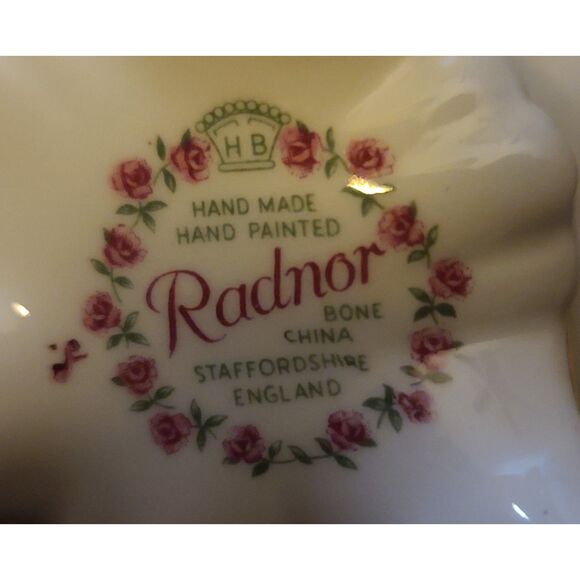 HB
HAND MADE
HAND PAINTED
Radnor
BONE
CHINA
STAFFORDSHIRE
ENGLAND